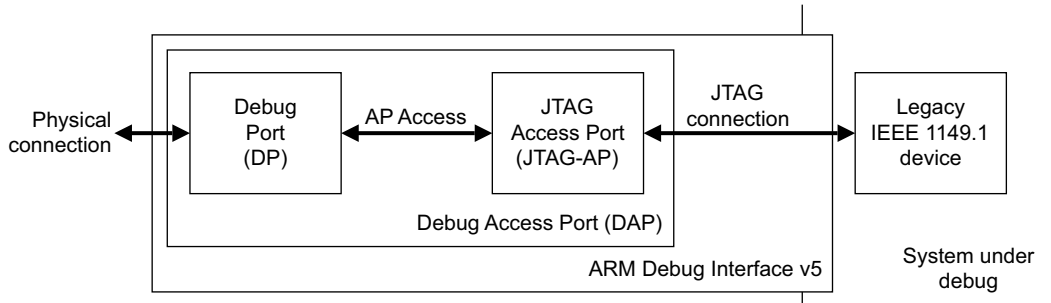 Physical
connection
Debug
Port
(DP)
AP Access
JTAG
Access Port
(JTAG-AP)
JTAG
connection
Legacy
IEEE 1149.1
device
Debug Access Port (DAP)
ARM Debug Interface v5
System under
debug